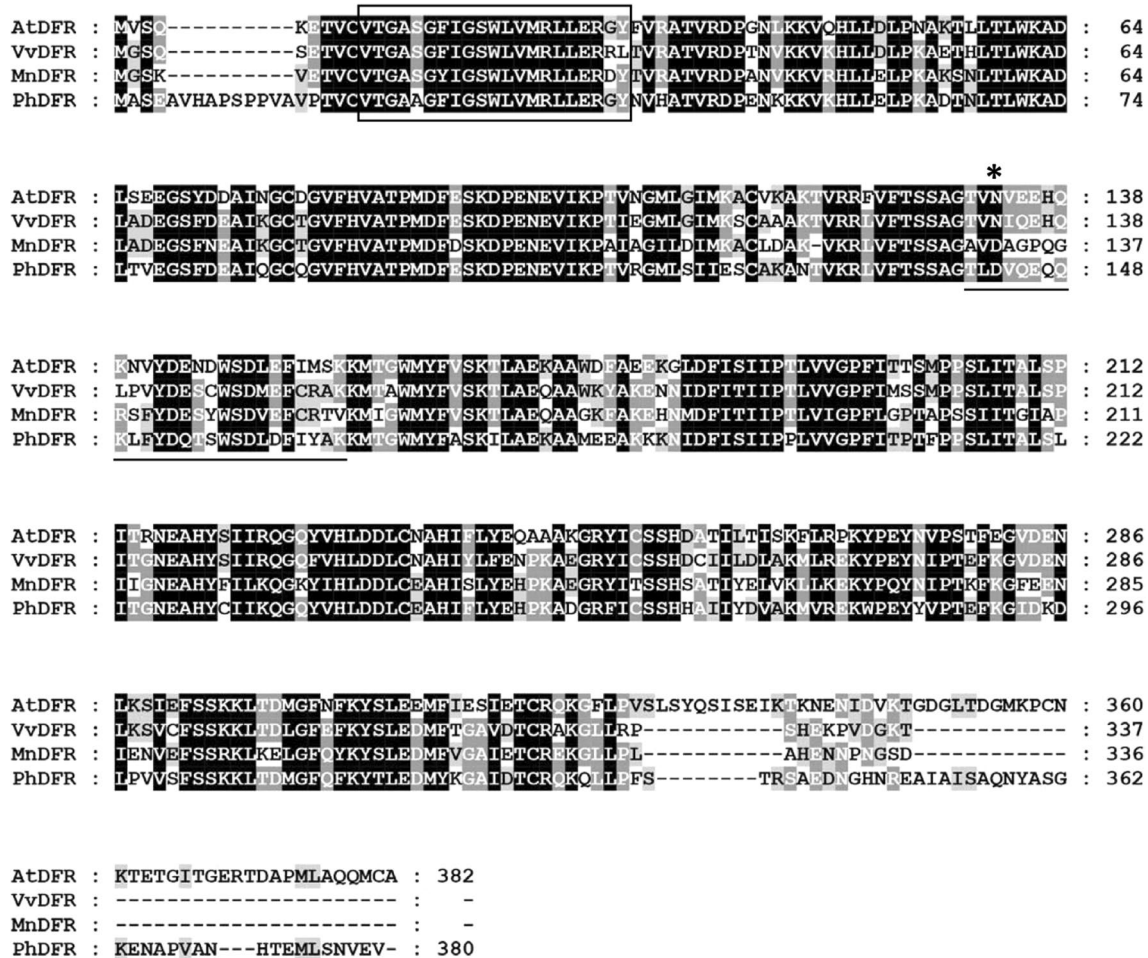 AtDFR : MVSQ----------KETVCVTGASGFIGSWLVMRLLERGYFVRATVRDPGNLKKVQHLLDLPNAKTLLTLWKAD : 64
VvDFR : MGSQ----------SETVCVTGASGFIGSWLVMRLLERRLTVRATVRDPTNVKKVKHLLDLPKAETHLTLWKAD : 64
MnDFR : MGSK----------VETVCVTGASGYIGSWLVMRLLERDYTVRATVRDPANVKKVRHLLELPKAKSNLTLWKAD : 64
PhDFR : MASEAVHAPSPPVAVPTVCVTGAAGFIGSWLVMRLLERGYNVHATVRDPENKKKVKHLLELPKADTNLTLWKAD : 74
*
AtDFR : LSEEGSYDDAINGCDGVFHVATPMDFESKDPENEVIKPTVNGMLGIMKACVKAKTVRRFVFTSSAGTVNVEEHQ : 138
VvDFR : LADEGSFDEAIKGCTGVFHVATPMDFESKDPENEVIKPTIEGMLGIMKSCAAAKTVRRLVFTSSAGTVNIQEHQ : 138
MnDFR : LADEGSFNEAIKGCTGVFHVATPMDFDSKDPENEVIKPAIAGILDIMKACLDAK-VKRLVFTSSAGAVDAGPQG : 137
PhDFR : LTVEGSFDEAIQGCQGVFHVATPMDFESKDPENEVIKPTVRGMLSIIESCAKANTVKRLVFTSSAGTLDVQEQQ : 148
AtDFR : KNVYDENDWSDLEFIMSKKMTGWMYFVSKTLAEKAAWDFAEEKGLDFISIIPTLVVGPFITTSMPPSLITALSP : 212
VvDFR : LPVYDESCWSDMEFCRAKKMTAWMYFVSKTLAEQAAWKYAKENNIDFITIIPTLVVGPFIMSSMPPSLITALSP : 212
MnDFR : RSFYDESYWSDVEFCRTVKMIGWMYFVSKTLAEQAAGKFAKEHNMDFITIIPTLVIGPFLGPTAPSSIITGIAP : 211
PhDFR : KLFYDQTSWSDLDFIYAKKMTGWMYFASKILAEKAAMEEAKKKNIDFISIIPPLVVGPFITPTFPPSLITALSL : 222
AtDFR : ITRNEAHYSIIRQGQYVHLDDLCNAHIFLYEQAAAKGRYICSSHDATILTISKFLRPKYPEYNVPSTFEGVDEN : 286
VvDFR : ITGNEAHYSIIRQGQYVHLDDLCNAHIYLFENPKAEGRYICSSHDCIILDLAKMLREKYPEYNIPTEFKGVDEN : 286
MnDFR : IIGNEAHYFILKQGKYIHLDDLCEAHISLYEHPKAEGRYITSSHSATIYELVKLLKEKYPQYNIPTKFKGFEEN : 285
PhDFR : ITGNEAHYCIIKQGQYVHLDDLCEAHIFLYEHPKADGRFICSSHHAIIYDVAKMVREKWPEYYVPTEFKGIDKD : 296
AtDFR : LKSIEFSSKKLTDMGFNFKYSLEEMFIESIETCRQKGFLPVSLSYQSISEIKTKNENIDVKTGDGLTDGMKPCN : 360
VvDFR : LKSVCFSSKKLTDLGFEFKYSLEDMFTGAVDTCRAKGLLRP-----------SHEKPVDGKT------------ : 337
MnDFR : IENVEFSSRKLKELGFQYKYSLEDMFVGAIETCREKGLLPL-----------AHENNPNGSD------------ : 336
PhDFR : LPVVSFSSKKLTDMGFQFKYTLEDMYKGAIDTCRQKQLLPFS--------TRSAEDNGHNREAIAISAQNYASG : 362
AtDFR : KTETGITGERTDAPMLAQQMCA : 382
VvDFR : ---------------------- : -
MnDFR : ---------------------- : -
PhDFR : KENAPVAN---HTEMLSNVEV- : 380